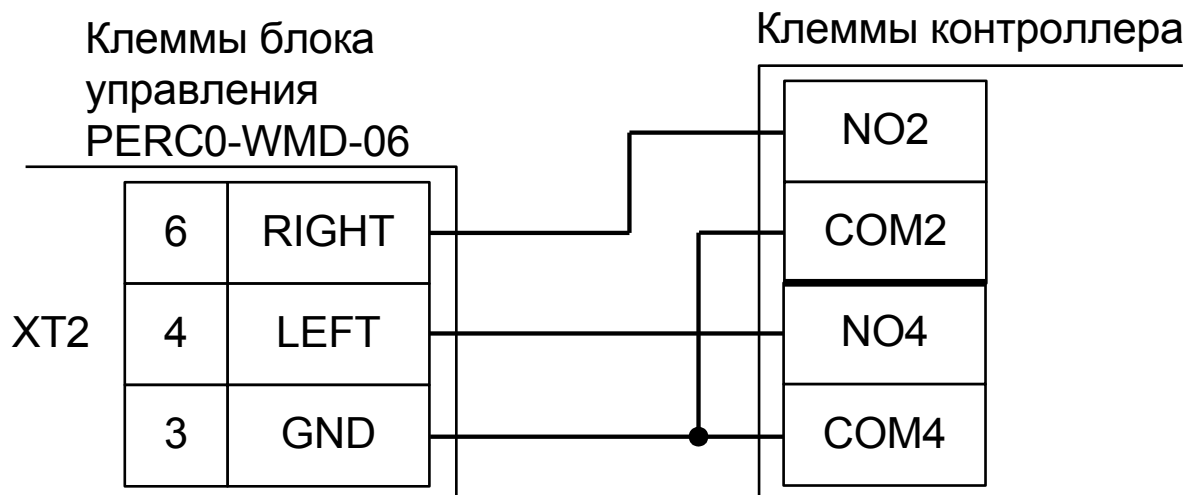 Клеммы блока
управления
PERC0-WMD-06
Клеммы контроллера
XT2
6 RIGHT
4 LEFT
3 GND
NO2
COM2
NO4
COM4